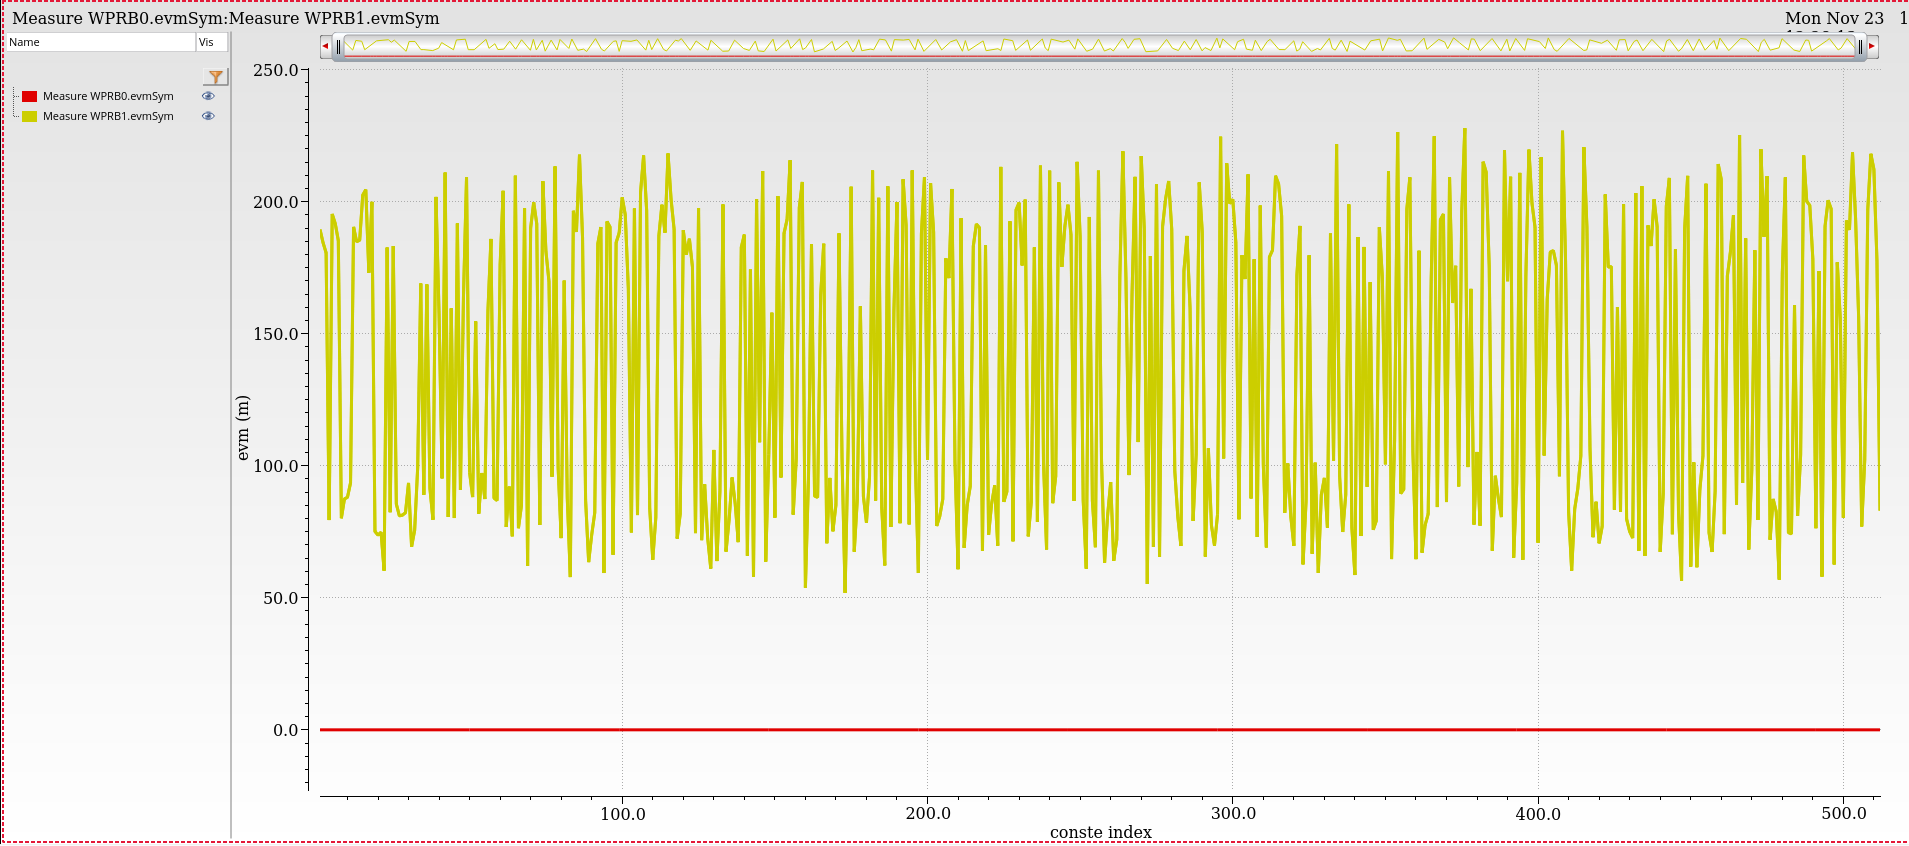 Measure WPRB0.evmSym:Measure WPRB1.evmSym
Mon Nov 23 1
Name Vis
Measure WPRB0.evmSym
Measure WPRB1.evmSym
250.0
200.0
150.0
100.0
50.0
0.0
evm (m)
100.0 200.0 300.0 400.0 500.0
conste index